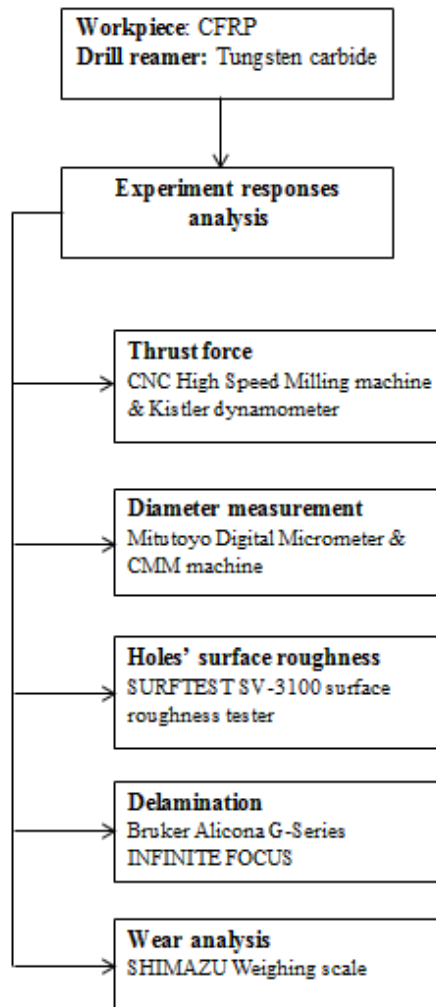 Workpiece: CFRP
Drill reamer: Tungsten carbide
Experiment responses
analysis
Thrust force
CNC High Speed Milling machine
& Kistler dynamometer
Diameter measurement
Mitutoyo Digital Micrometer &
CMM machine
Holes' surface roughness
SURFTEST SV-3100 surface
roughness tester
Delamination
Bruker Alicona G-Series
INFINITE FOCUS
Wear analysis
SHIMAZU Weighing scale